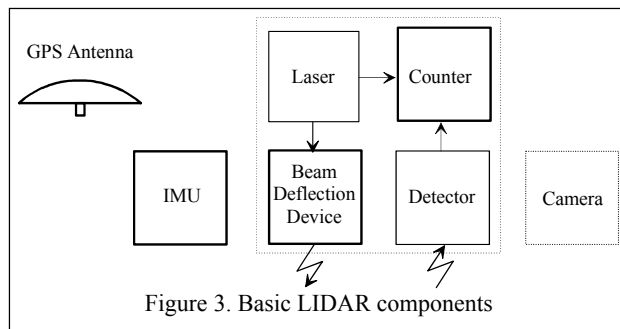 GPS Antenna
Laser
Counter
IMU
Beam
Deflection
Device
Detector
Camera
Figure 3. Basic LIDAR components